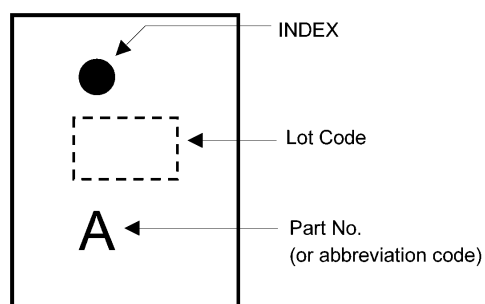 INDEX
Lot Code
A
Part No.
(or abbreviation code)